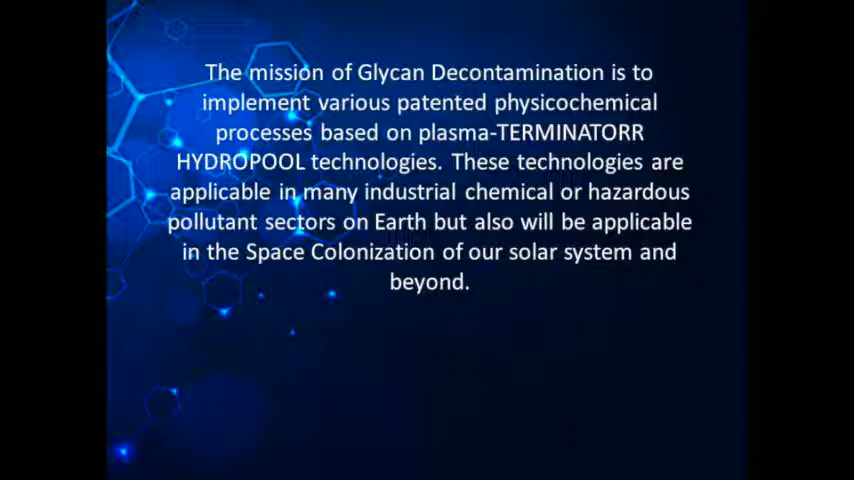 The mission of Glycan Decontamination is to
implement various patented physicochemical
processes based on plasma-TERMINATORR
HYDROPOOL technologies. These technologies are
applicable in many industrial chemical or hazardous
pollutant sectors on Earth but also will be applicable
in the Space Colonization of our solar system and
beyond.